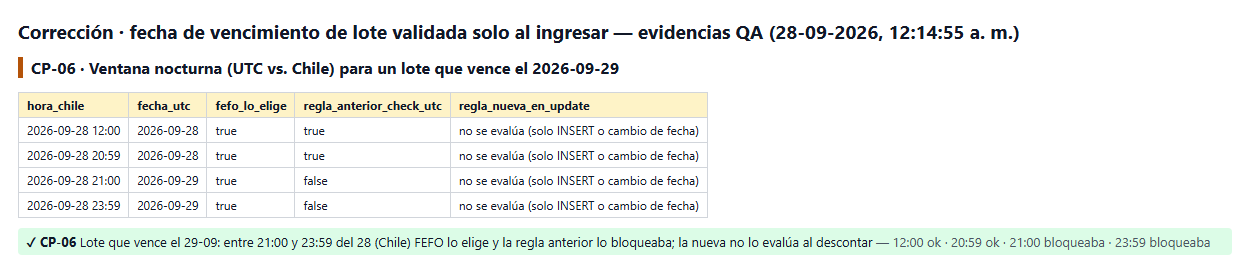 Corrección · fecha de vencimiento de lote validada solo al ingresar — evidencias QA (28-09-2026, 12:14:55 a. m.)
CP-06 · Ventana nocturna (UTC vs. Chile) para un lote que vence el 2026-09-29
hora_chile fecha_utc fefo_lo_elige regla_anterior_check_utc regla_nueva_en_update
2026-09-28 12:00 2026-09-28 true true no se evalúa (solo INSERT o cambio de fecha)
2026-09-28 20:59 2026-09-28 true true no se evalúa (solo INSERT o cambio de fecha)
2026-09-28 21:00 2026-09-29 true false no se evalúa (solo INSERT o cambio de fecha)
2026-09-28 23:59 2026-09-29 true false no se evalúa (solo INSERT o cambio de fecha)
✓ CP-06 Lote que vence el 29-09: entre 21:00 y 23:59 del 28 (Chile) FEFO lo elige y la regla anterior lo bloqueaba; la nueva no lo evalúa al descontar — 12:00 ok · 20:59 ok · 21:00 bloqueaba · 23:59 bloqueaba